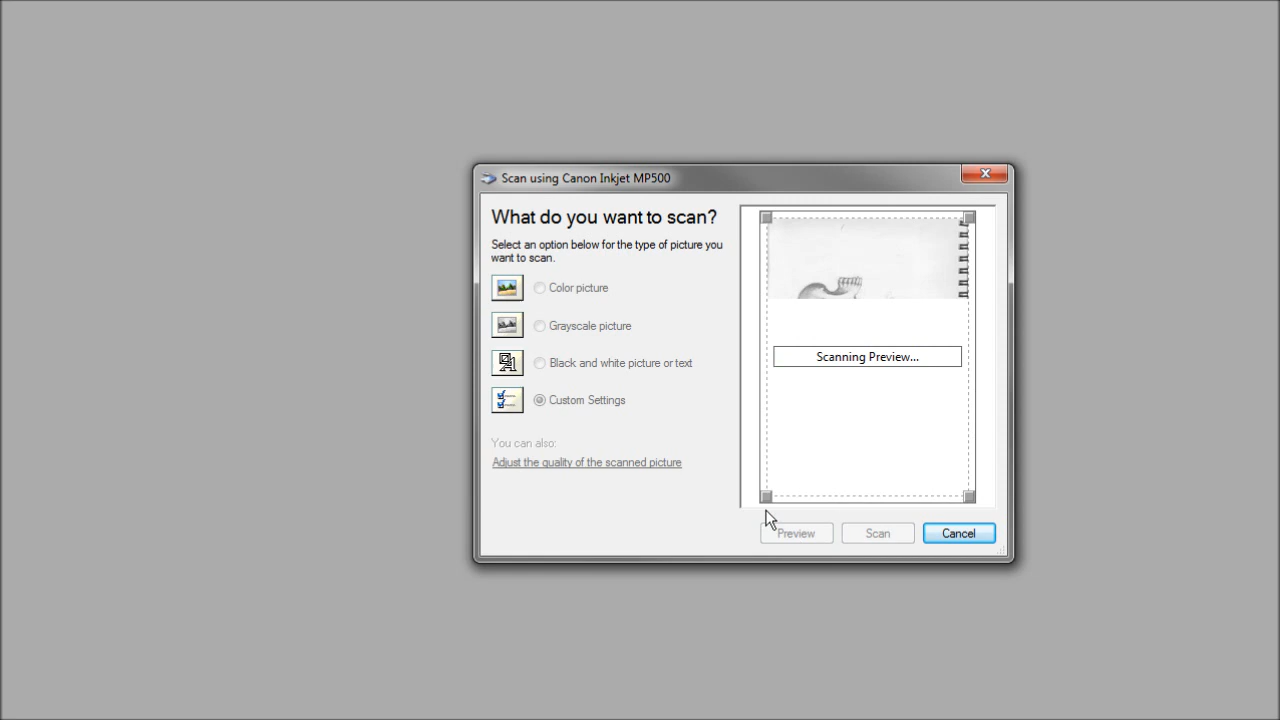 Scan using Canon Inkjet MP500
What do you want to scan?
Select an option below for the type of picture you
want to scan.
Color picture
Grayscale picture
Black and white picture or text
Custom Settings
You can also:
Adjust the quality of the scanned picture
Scanning Preview...
Preview
Scan
Cancel